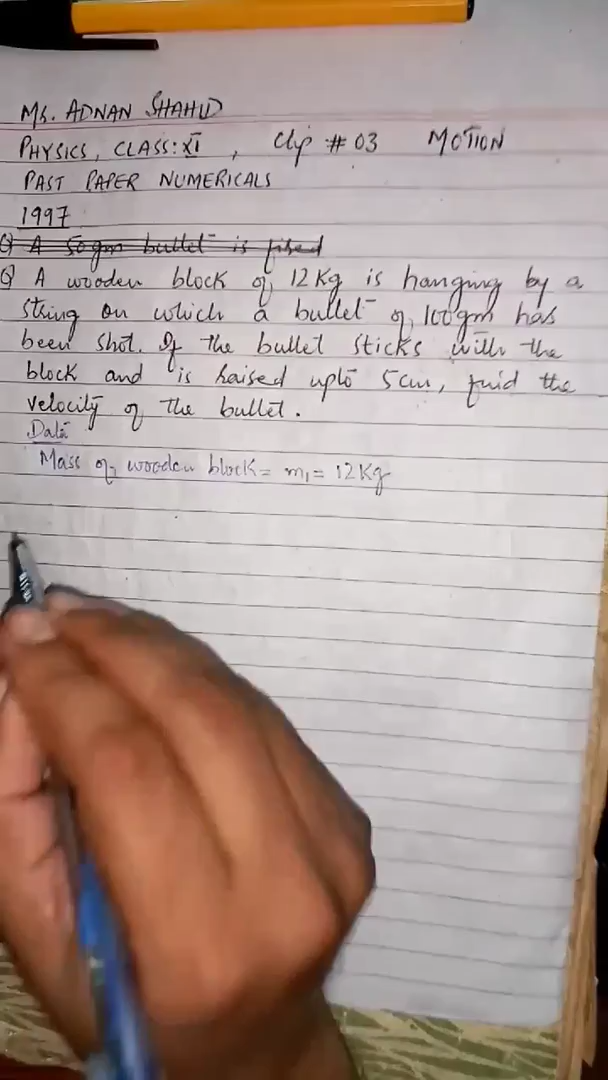 Ms. ADNAN SHAHID
PHYSICS, CLASS: XI , Clip # 03 MOTION
PAST PAPER NUMERICALS
1997
Q A 50gm bullet is fired
Q A wooden block of 12 Kg is hanging by a
string on which a bullet of 100gm has
been shot. If the bullet sticks with the
block and is raised upto 5cm, find the
velocity of the bullet.
Data
Mass of wooden block = m₁ = 12Kg